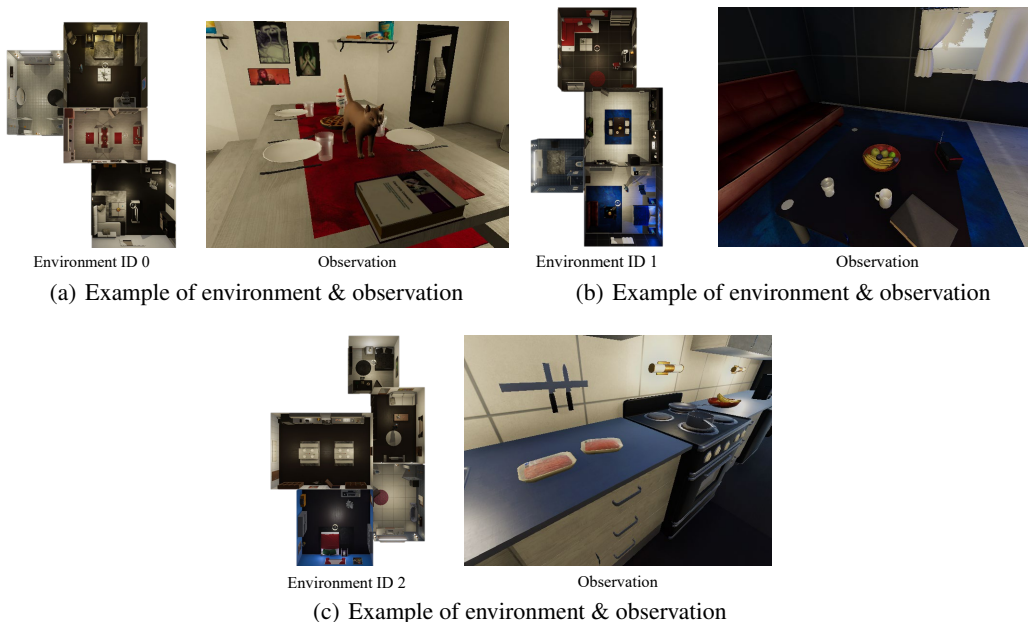 Environment ID 0
Observation
Environment ID 1
Observation
(a) Example of environment & observation
(b) Example of environment & observation
Environment ID 2
Observation
(c) Example of environment & observation